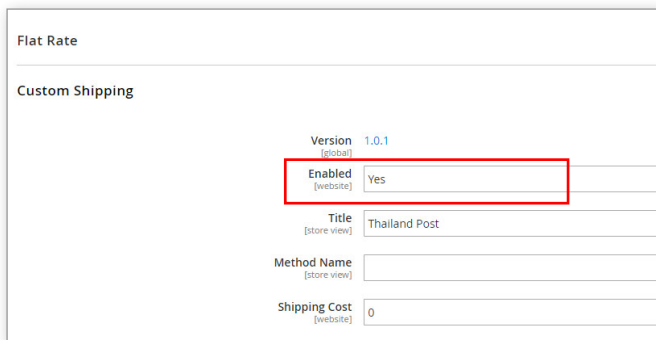 Flat Rate
Custom Shipping
Version 1.0.1
[global]
Enabled Yes
[website]
Title Thailand Post
[store view]
Method Name
[store view]
Shipping Cost 0
[website]